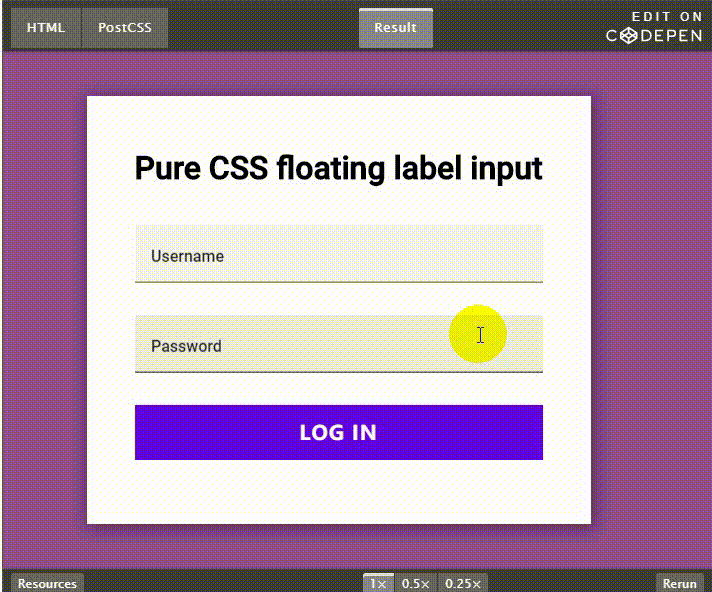 HTML PostCSS Result EDIT ON
CODEPEN
Pure CSS floating label input
Username
Password
LOG IN
Resources 1× 0.5× 0.25× Rerun